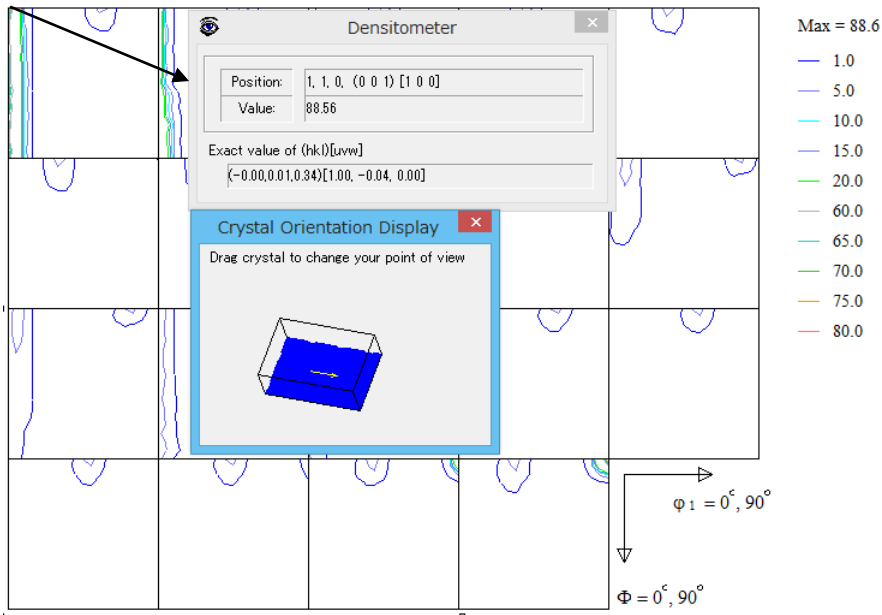 Densitometer
Position: 1, 1, 0, (0 0 1) [1 0 0]
Value: 88.56
Exact value of (hkl)[uvw]
(-0.00,0.01,0.34)[1.00, -0.04, 0.00]
Crystal Orientation Display
Drag crystal to change your point of view
Max = 88.6
1.0
5.0
10.0
15.0
20.0
60.0
65.0
70.0
75.0
80.0
φ 1 = 0°, 90°
Φ = 0°, 90°